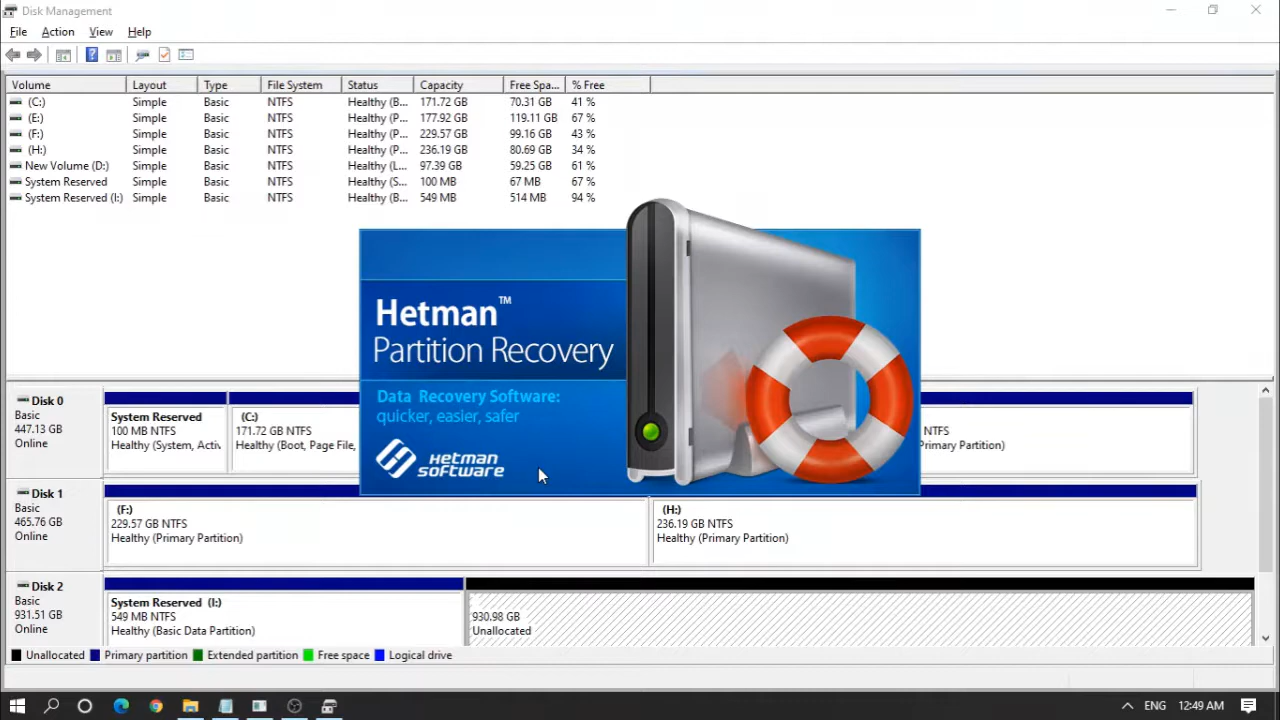 Disk Management
File Action View Help
Volume Layout Type File System Status Capacity Free Spa... % Free
(C:) Simple Basic NTFS Healthy (B... 171.72 GB 70.31 GB 41 %
(E:) Simple Basic NTFS Healthy (P... 177.92 GB 119.11 GB 67 %
(F:) Simple Basic NTFS Healthy (P... 229.57 GB 99.16 GB 43 %
(H:) Simple Basic NTFS Healthy (P... 236.19 GB 80.69 GB 34 %
New Volume (D:) Simple Basic NTFS Healthy (L... 97.39 GB 59.25 GB 61 %
System Reserved Simple Basic NTFS Healthy (S... 100 MB 67 MB 67 %
System Reserved (I:) Simple Basic NTFS Healthy (B... 549 MB 514 MB 94 %
Hetman™
Partition Recovery
Data Recovery Software:
quicker, easier, safer
HETMAN
SOFTWARE
Disk 0
Basic
447.13 GB
Online
System Reserved
100 MB NTFS
Healthy (System, Activ
(C:)
171.72 GB NTFS
Healthy (Boot, Page File,
NTFS
Primary Partition)
Disk 1
Basic
465.76 GB
Online
(F:)
229.57 GB NTFS
Healthy (Primary Partition)
(H:)
236.19 GB NTFS
Healthy (Primary Partition)
Disk 2
Basic
931.51 GB
Online
System Reserved (I:)
549 MB NTFS
Healthy (Basic Data Partition)
930.98 GB
Unallocated
Unallocated Primary partition Extended partition Free space Logical drive
ENG 12:49 AM